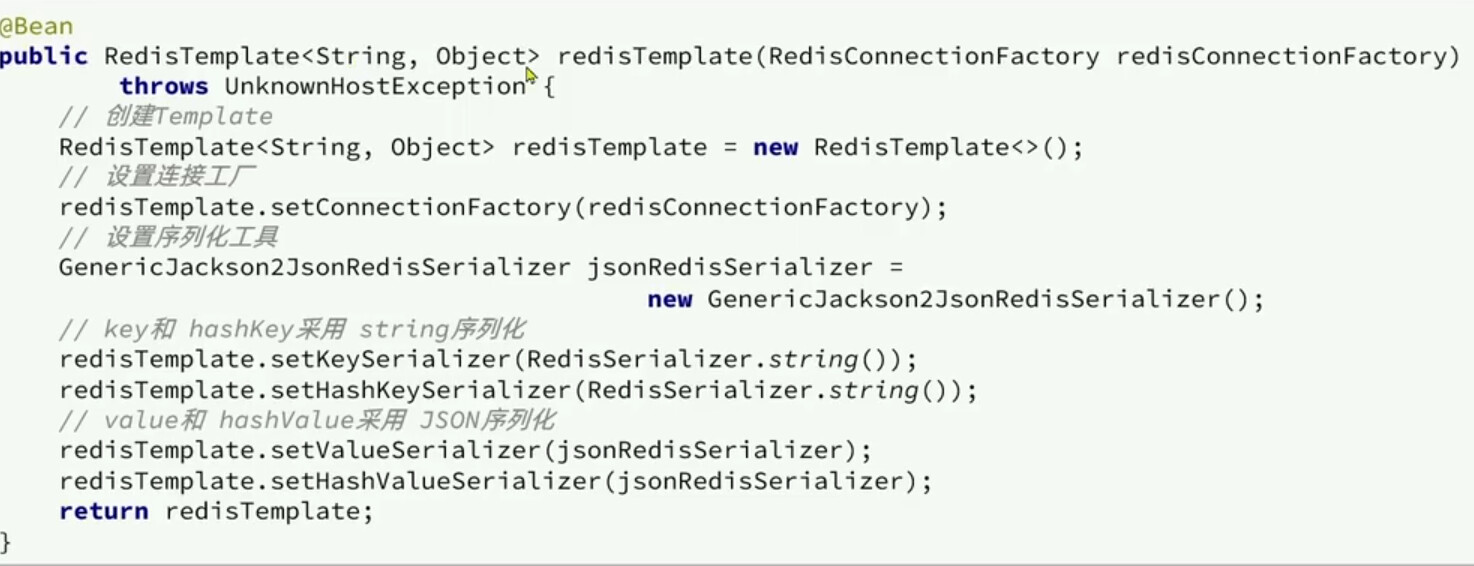 @Bean
public RedisTemplate<String, Object> redisTemplate(RedisConnectionFactory redisConnectionFactory)
throws UnknownHostException {
// 创建Template
RedisTemplate<String, Object> redisTemplate = new RedisTemplate<>();
// 设置连接工厂
redisTemplate.setConnectionFactory(redisConnectionFactory);
// 设置序列化工具
GenericJackson2JsonRedisSerializer jsonRedisSerializer =
new GenericJackson2JsonRedisSerializer();
// key和 hashKey采用 string序列化
redisTemplate.setKeySerializer(RedisSerializer.string());
redisTemplate.setHashKeySerializer(RedisSerializer.string());
// value和 hashValue采用 JSON序列化
redisTemplate.setValueSerializer(jsonRedisSerializer);
redisTemplate.setHashValueSerializer(jsonRedisSerializer);
return redisTemplate;
}